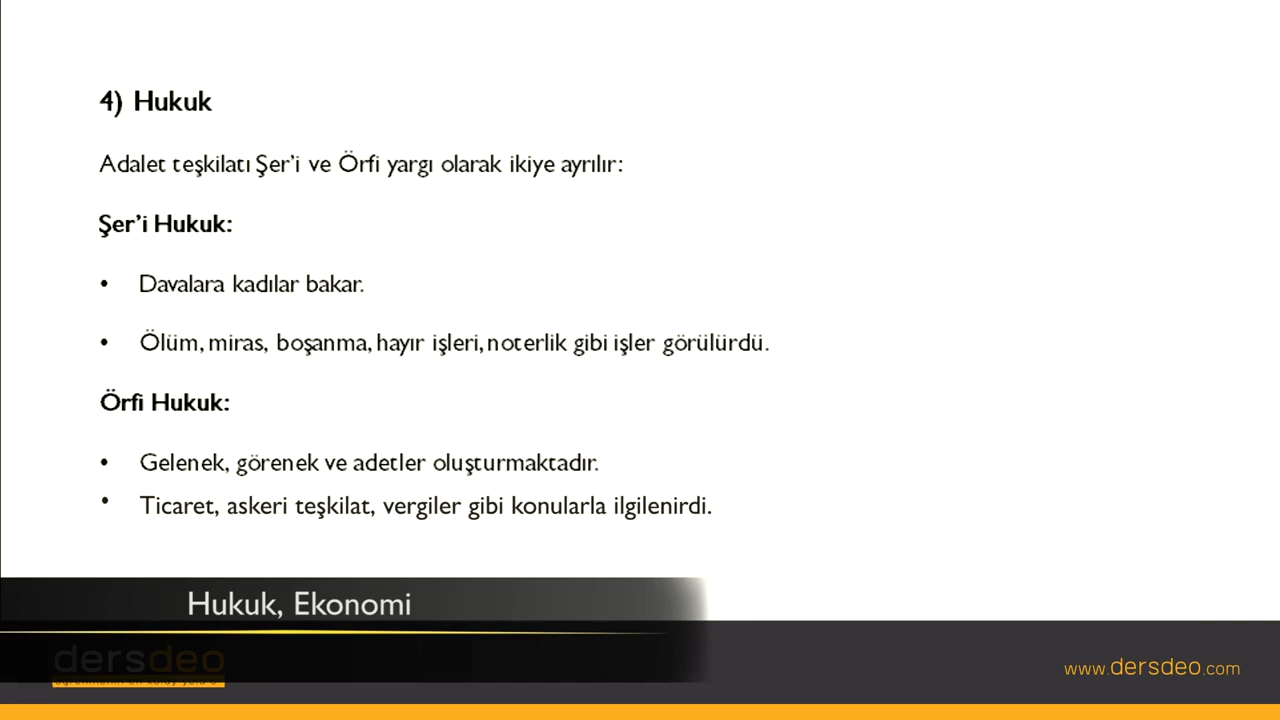 4) Hukuk
Adalet teşkilatı Şer’i ve Örfi yargı olarak ikiye ayrılır:
Şer’i Hukuk:
• Davalara kadılar bakar.
• Ölüm, miras, boşanma, hayır işleri, noterlik gibi işler görülürdü.
Örfi Hukuk:
• Gelenek, görenek ve adetler oluşturmaktadır.
• Ticaret, askeri teşkilat, vergiler gibi konularla ilgilenirdi.
Hukuk, Ekonomi
dersdeo
www.dersdeo.com